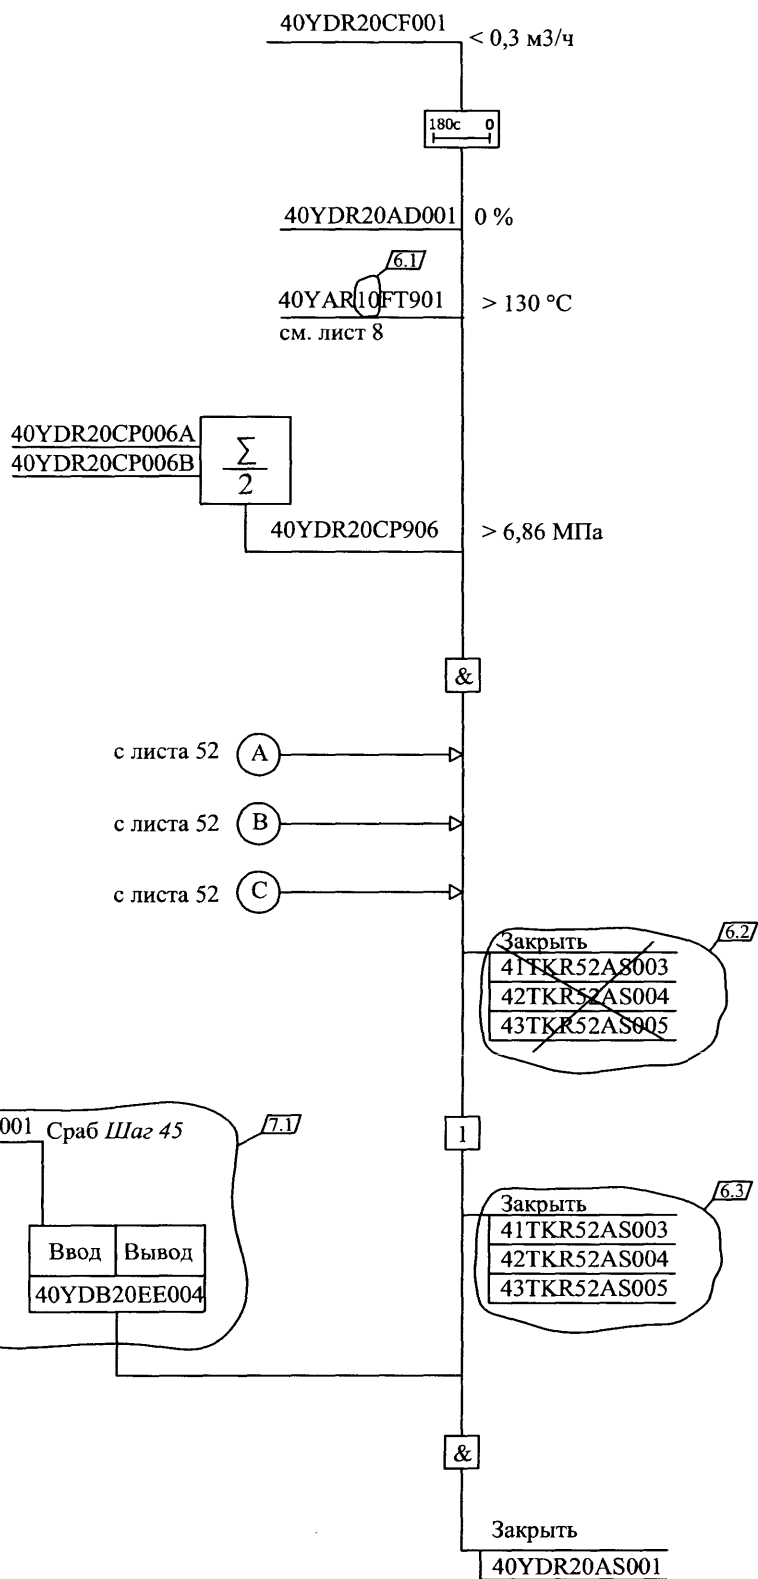 40YDR20CF001
< 0,3 м3/ч
180с 0
40YDR20AD001 0 %
6.1
40YAR10FT901 > 130 °C
см. лист 8
40YDR20CP006A
40YDR20CP006B
Σ
2
40YDR20CP906 > 6,86 МПа
&
с листа 52 A
с листа 52 B
с листа 52 C
6.2
Закрыть
41TKR52AS003
42TKR52AS004
43TKR52AS005
001 Сраб Шаг 45
7.1
1
6.3
Закрыть
41TKR52AS003
42TKR52AS004
43TKR52AS005
Ввод Вывод
40YDB20EE004
&
Закрыть
40YDR20AS001